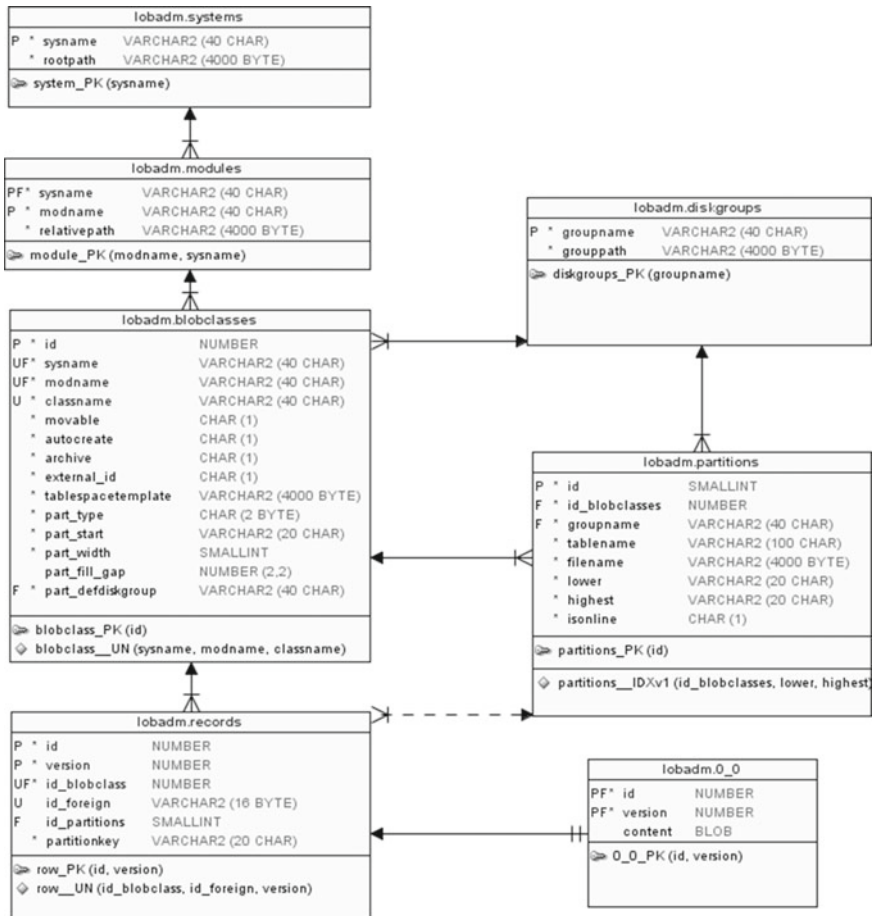 lobadm.systems
P * sysname VARCHAR2 (40 CHAR)
* rootpath VARCHAR2 (4000 BYTE)
system_PK (sysname)
lobadm.modules
PF* sysname VARCHAR2 (40 CHAR)
P * modname VARCHAR2 (40 CHAR)
* relativepath VARCHAR2 (4000 BYTE)
module_PK (modname, sysname)
lobadm.diskgroups
P * groupname VARCHAR2 (40 CHAR)
* grouppath VARCHAR2 (4000 BYTE)
diskgroups_PK (groupname)
lobadm.blobclasses
P * id NUMBER
UF* sysname VARCHAR2 (40 CHAR)
UF* modname VARCHAR2 (40 CHAR)
U * classname VARCHAR2 (40 CHAR)
* movable CHAR (1)
* autocreate CHAR (1)
* archive CHAR (1)
* external_id CHAR (1)
* tablespacetemplate VARCHAR2 (4000 BYTE)
* part_type CHAR (2 BYTE)
* part_start VARCHAR2 (20 CHAR)
* part_width SMALLINT
part_fill_gap NUMBER (2,2)
F * part_defdiskgroup VARCHAR2 (40 CHAR)
blobclass_PK (id)
blobclass__UN (sysname, modname, classname)
lobadm.partitions
P * id SMALLINT
F * id_blobclasses NUMBER
F * groupname VARCHAR2 (40 CHAR)
* tablename VARCHAR2 (100 CHAR)
* filename VARCHAR2 (4000 BYTE)
* lower VARCHAR2 (20 CHAR)
* highest VARCHAR2 (20 CHAR)
* isonline CHAR (1)
partitions_PK (id)
partitions__IDXv1 (id_blobclasses, lower, highest)
lobadm.records
P * id NUMBER
P * version NUMBER
UF* id_blobclass NUMBER
U id_foreign VARCHAR2 (16 BYTE)
F id_partitions SMALLINT
* partitionkey VARCHAR2 (20 CHAR)
row_PK (id, version)
row__UN (id_blobclass, id_foreign, version)
lobadm.0_0
PF* id NUMBER
PF* version NUMBER
content BLOB
0_0_PK (id, version)